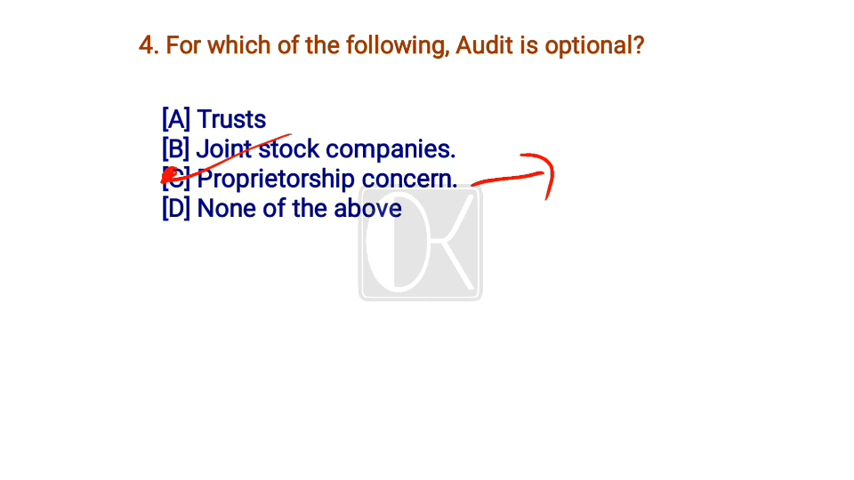 4. For which of the following, Audit is optional?
[A] Trusts
[B] Joint stock companies.
[C] Proprietorship concern.
[D] None of the above